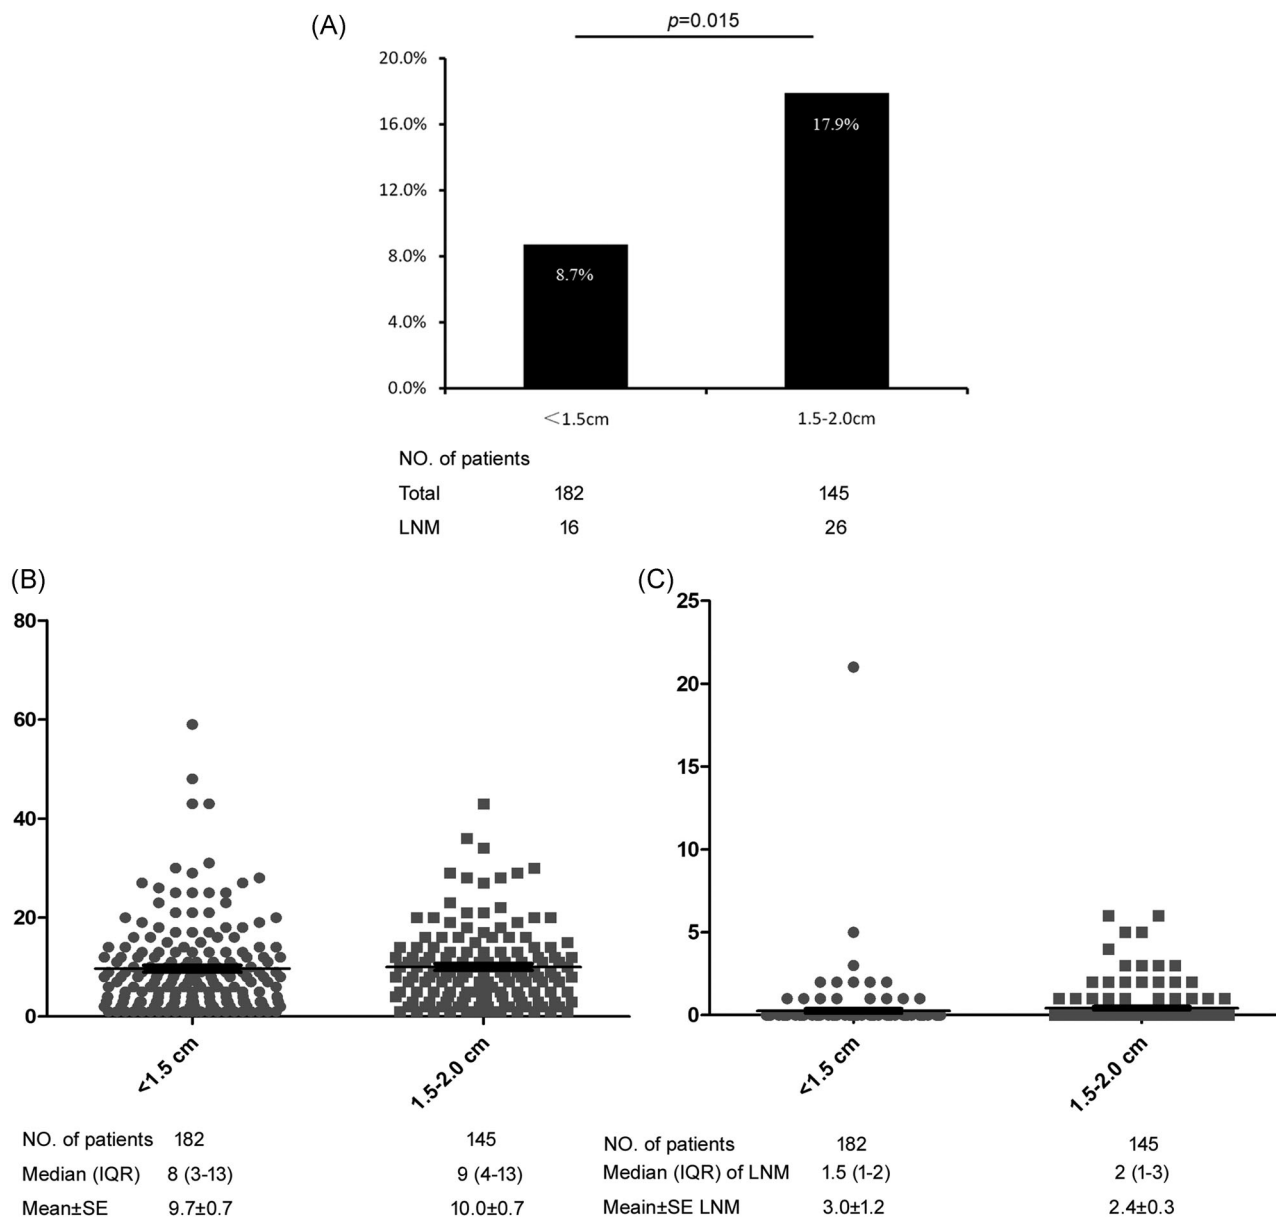 (A)
p=0.015
20.0%
16.0%
12.0%
8.0%
4.0%
0.0%
17.9%
8.7%
<1.5cm 1.5-2.0cm
NO. of patients
Total 182 145
LNM 16 26
(B)
80
60
40
20
0
<1.5 cm 1.5-2.0 cm
NO. of patients 182 145
Median (IQR) 8 (3-13) 9 (4-13)
Mean±SE 9.7±0.7 10.0±0.7
(C)
25
20
15
10
5
0
<1.5 cm 1.5-2.0 cm
NO. of patients 182 145
Median (IQR) of LNM 1.5 (1-2) 2 (1-3)
Meain±SE LNM 3.0±1.2 2.4±0.3